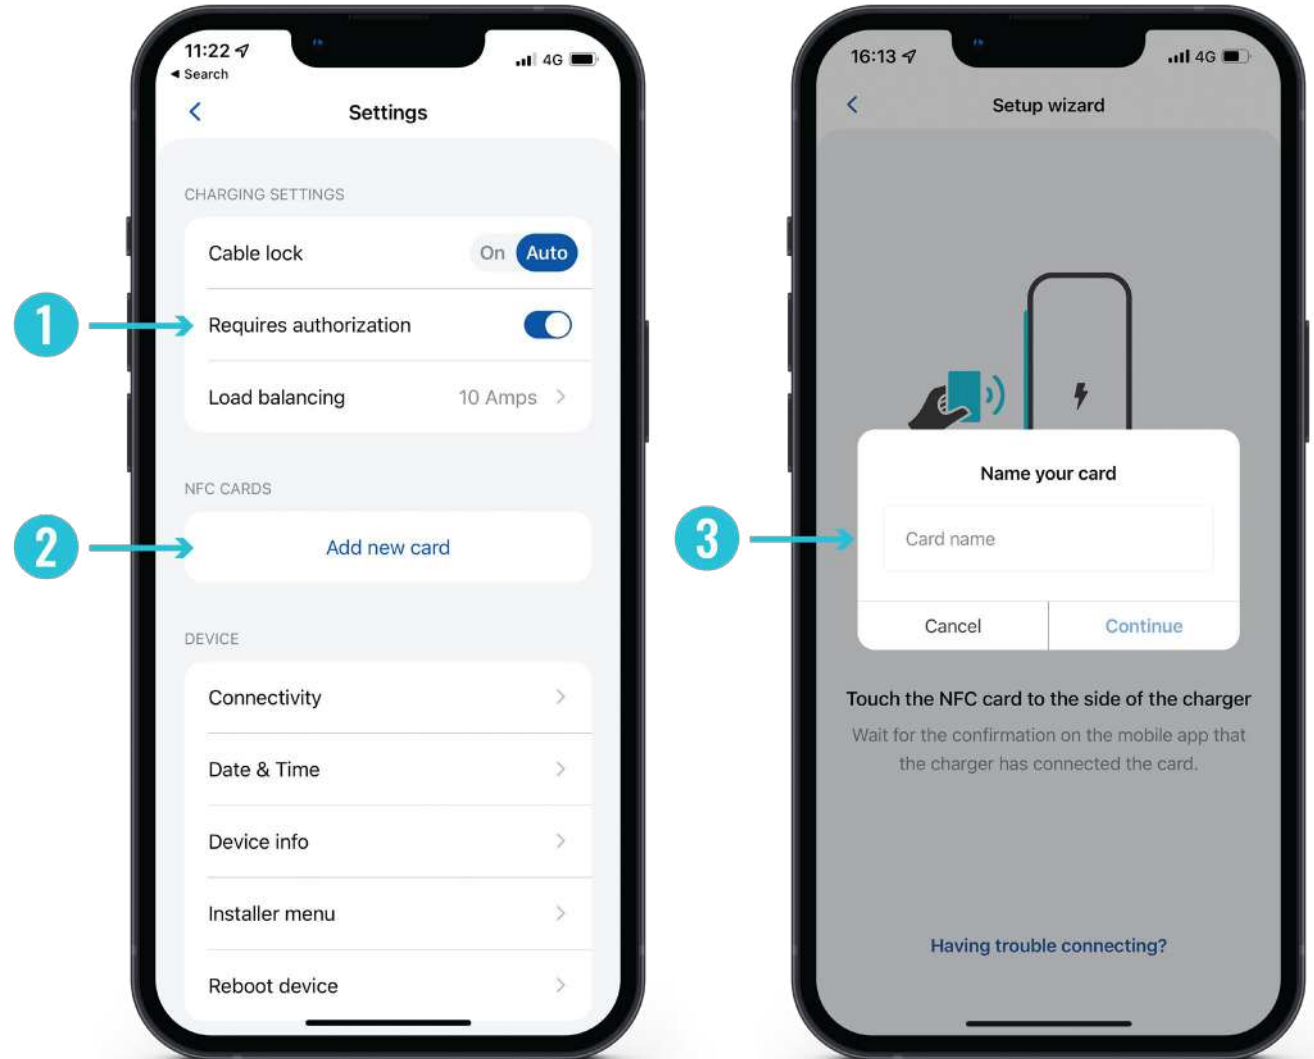 11:22
4G
Search
Settings
CHARGING SETTINGS
Cable lock
On Auto
1
Requires authorization
Load balancing
10 Amps
NFC CARDS
2
Add new card
DEVICE
Connectivity
Date & Time
Device info
Installer menu
Reboot device
16:13
4G
Setup wizard
Name your card
3
Card name
Cancel
Continue
Touch the NFC card to the side of the charger
Wait for the confirmation on the mobile app that
the charger has connected the card.
Having trouble connecting?